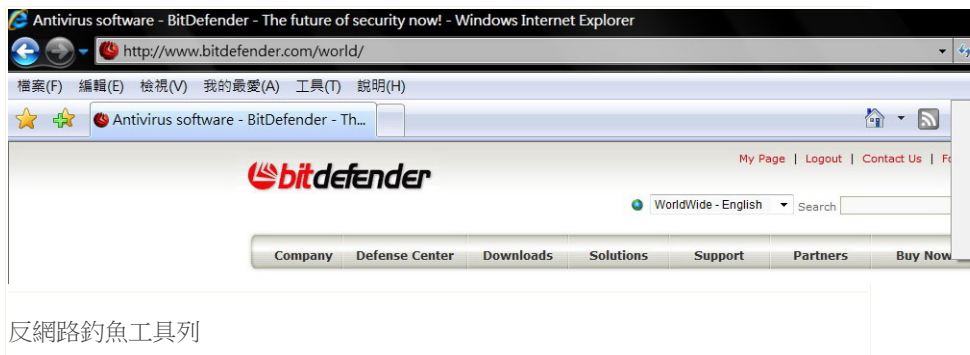 Antivirus software - BitDefender - The future of security now! - Windows Internet Explorer
http://www.bitdefender.com/world/
檔案(F) 編輯(E) 檢視(V) 我的最愛(A) 工具(T) 說明(H)
Antivirus software - BitDefender - Th...
bitdefender
My Page | Logout | Contact Us |
WorldWide - English Search
Company Defense Center Downloads Solutions Support Partners Buy Now
反網路釣魚工具列